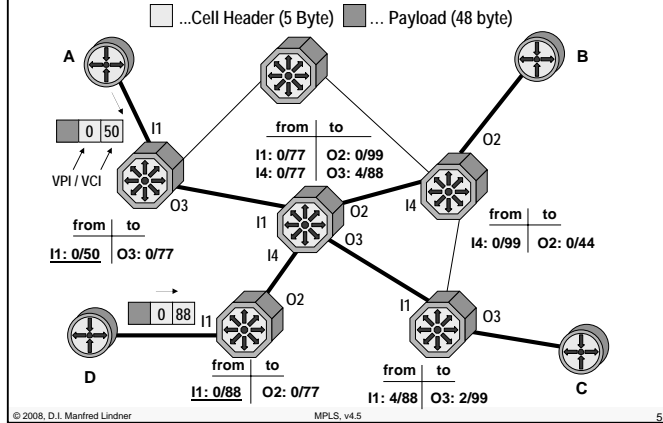 ...Cell Header (5 Byte) ... Payload (48 byte)
A
B
0 50
I1
VPI / VCI
O3
from to
I1: 0/77 O2: 0/99
I4: 0/77 O3: 4/88
O2
I4
from to
I1: 0/50 O3: 0/77
I1
O2
O3
I4
from to
I4: 0/99 O2: 0/44
0 88
I1
O2
I1
O3
D
from to
I1: 0/88 O2: 0/77
from to
I1: 4/88 O3: 2/99
C
© 2008, D.I. Manfred Lindner MPLS, v4.5 5